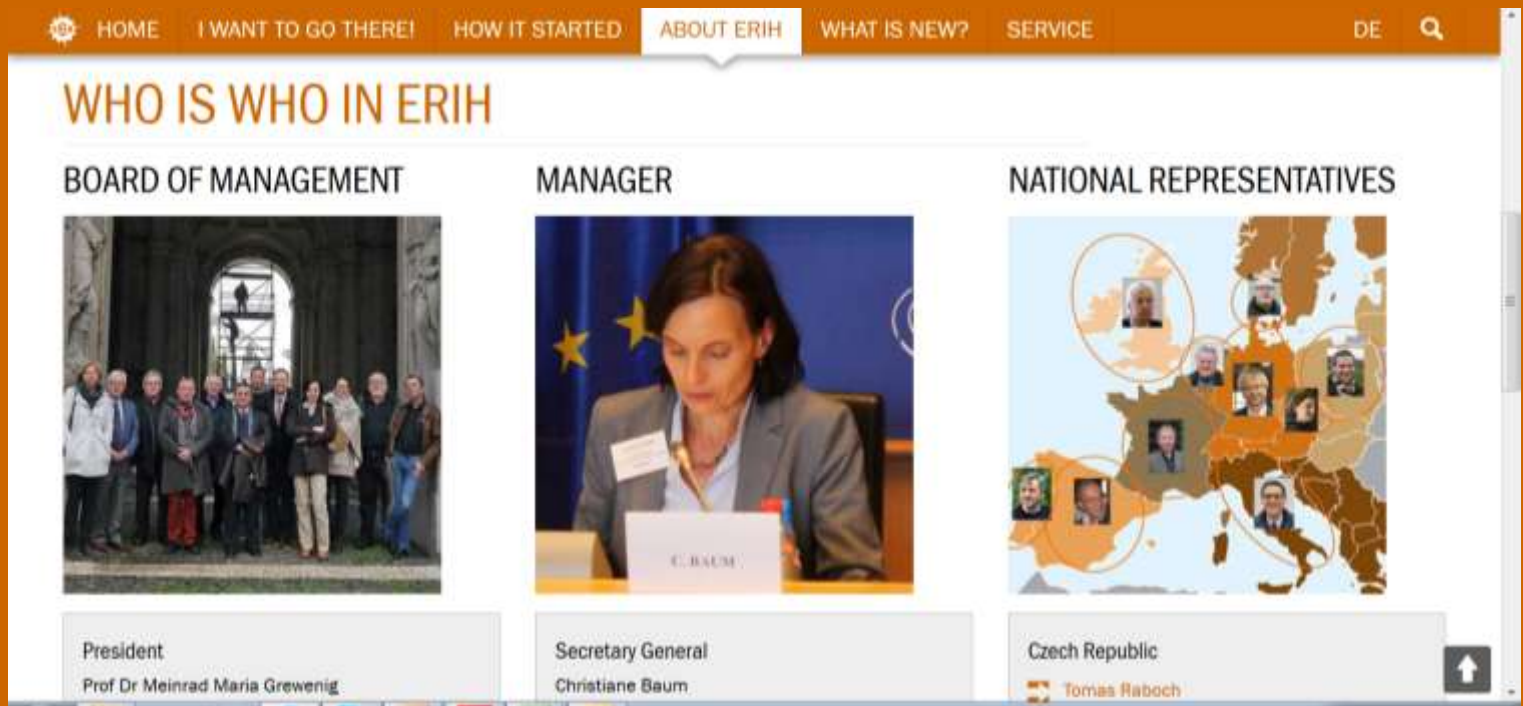 HOME I WANT TO GO THERE! HOW IT STARTED ABOUT ERIH WHAT IS NEW? SERVICE DE
WHO IS WHO IN ERIH
BOARD OF MANAGEMENT
MANAGER
NATIONAL REPRESENTATIVES
C. BAUM
President
Prof Dr Meinrad Maria Grewenig
Secretary General
Christiane Baum
Czech Republic
Tomas Raboch